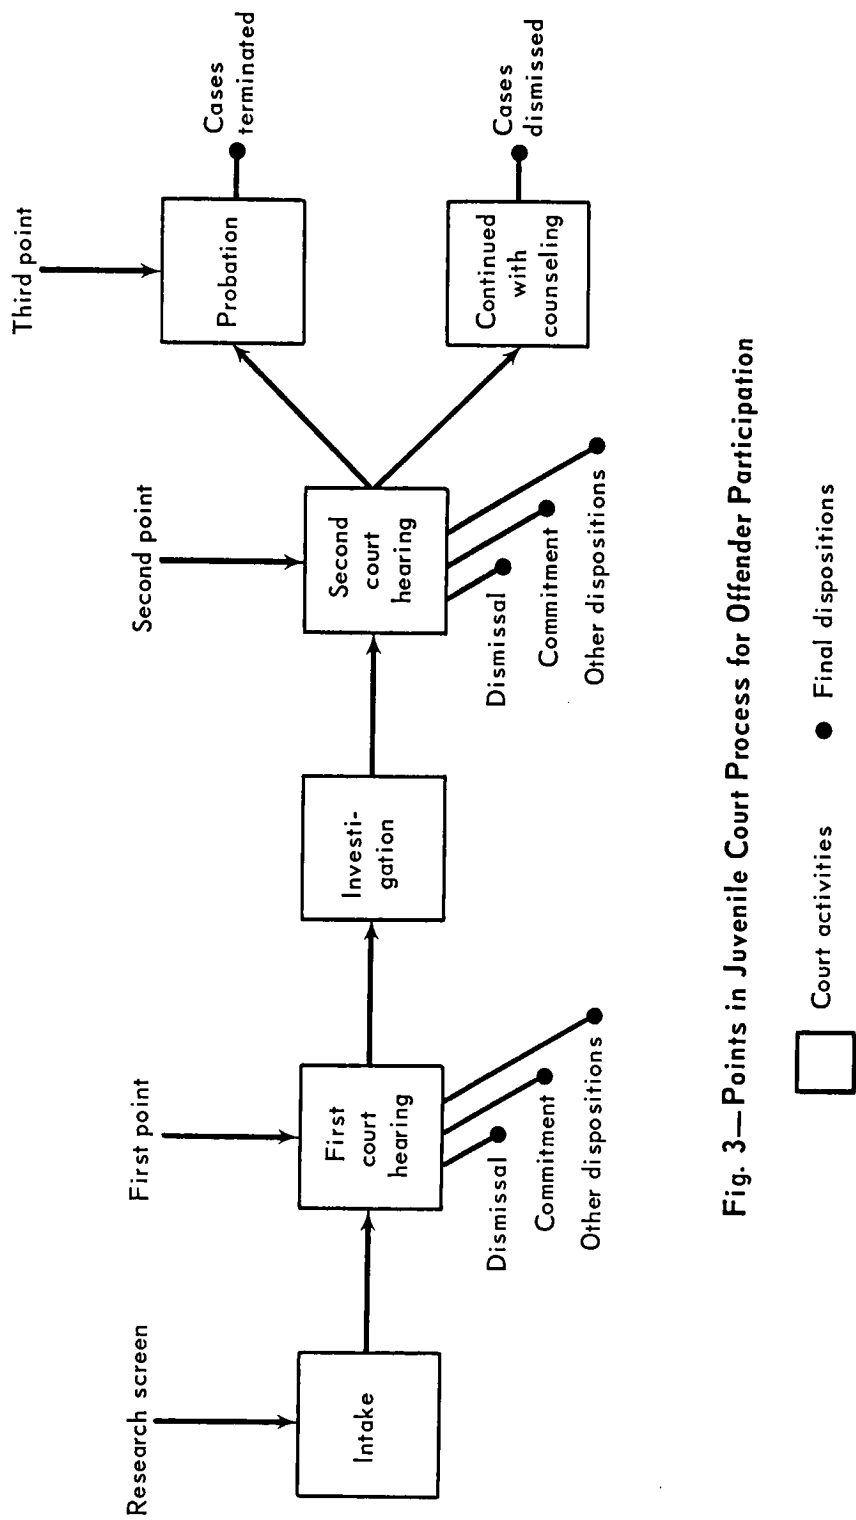 Research screen
First point
Second point
Third point
Intake
First
court
hearing
Investi-
gation
Second
court
hearing
Probation
Cases
terminated
Continued
with
counseling
Cases
dismissed
Dismissal
Commitment
Other dispositions
Dismissal
Commitment
Other dispositions
Fig. 3—Points in Juvenile Court Process for Offender Participation
Court activities
Final dispositions